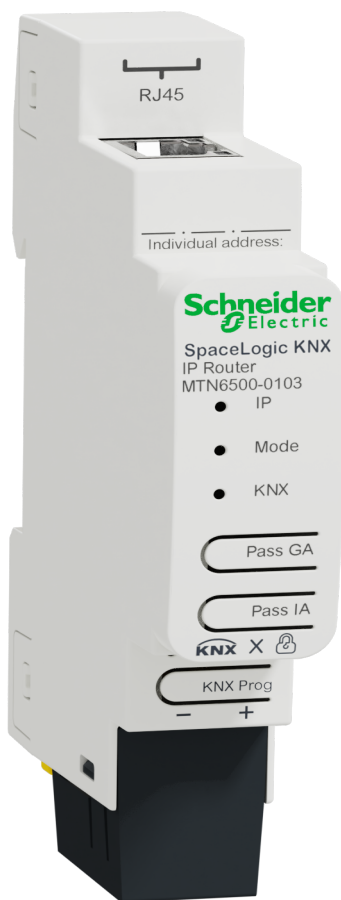 RJ45
Individual address:
Schneider
Electric
SpaceLogic KNX
IP Router
MTN6500-0103
IP
Mode
KNX
Pass GA
Pass IA
KNX X
KNX Prog
− +